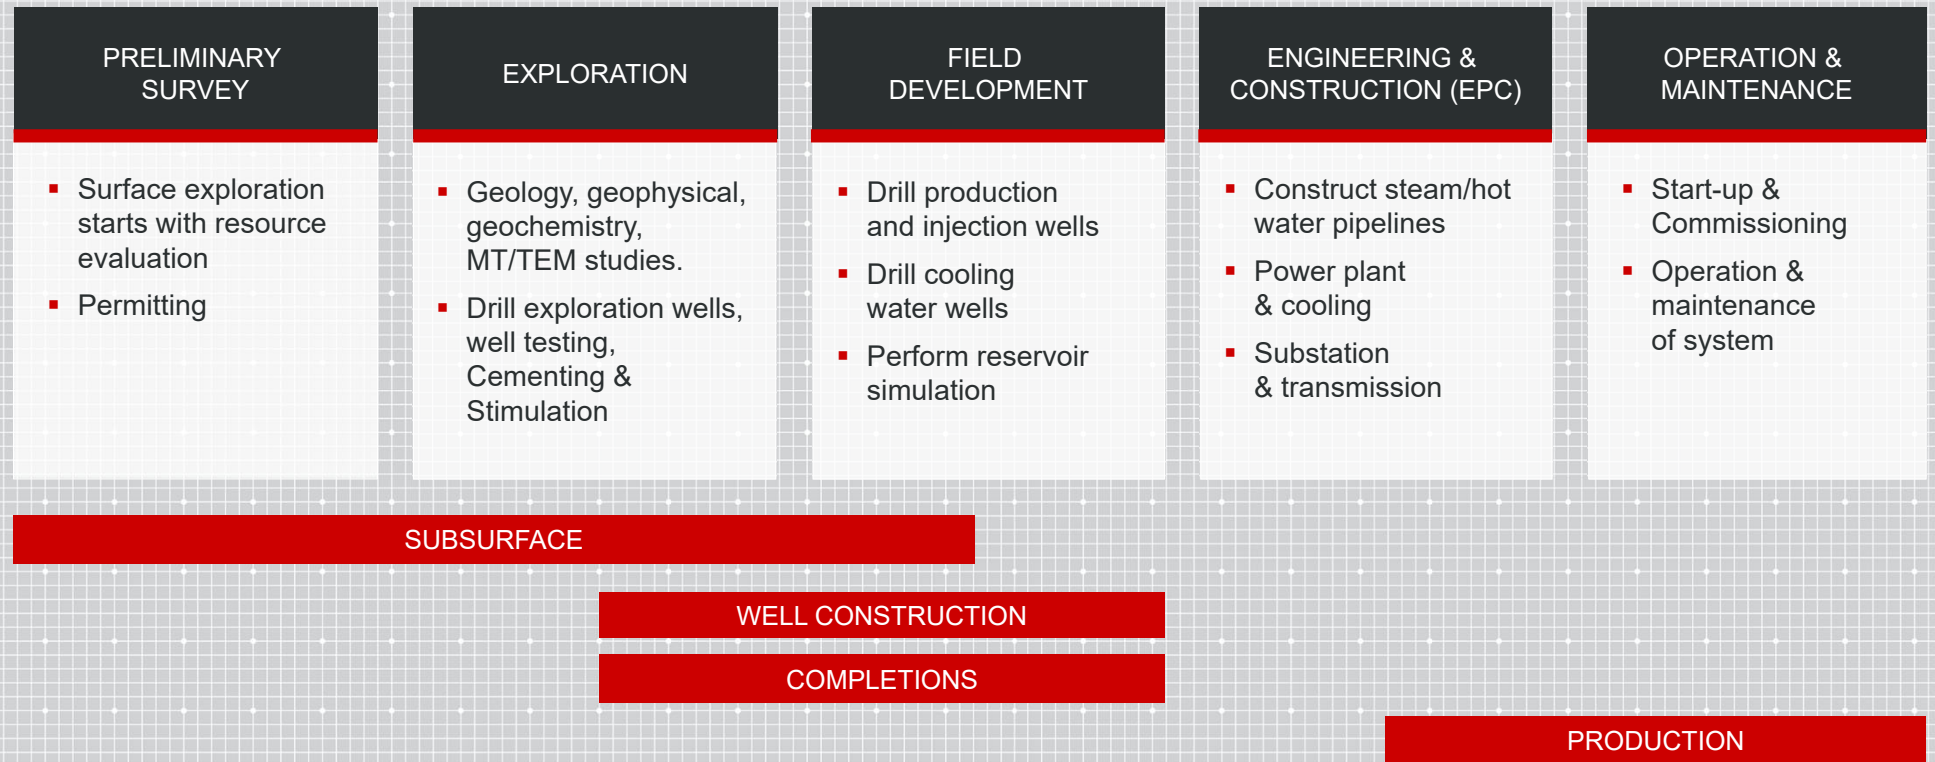 PRELIMINARY
SURVEY
▪ Surface exploration
starts with resource
evaluation
▪ Permitting
EXPLORATION
▪ Geology, geophysical,
geochemistry,
MT/TEM studies.
▪ Drill exploration wells,
well testing,
Cementing &
Stimulation
FIELD
DEVELOPMENT
▪ Drill production
and injection wells
▪ Drill cooling
water wells
▪ Perform reservoir
simulation
ENGINEERING &
CONSTRUCTION (EPC)
▪ Construct steam/hot
water pipelines
▪ Power plant
& cooling
▪ Substation
& transmission
OPERATION &
MAINTENANCE
▪ Start-up &
Commissioning
▪ Operation &
maintenance
of system
SUBSURFACE
WELL CONSTRUCTION
COMPLETIONS
PRODUCTION